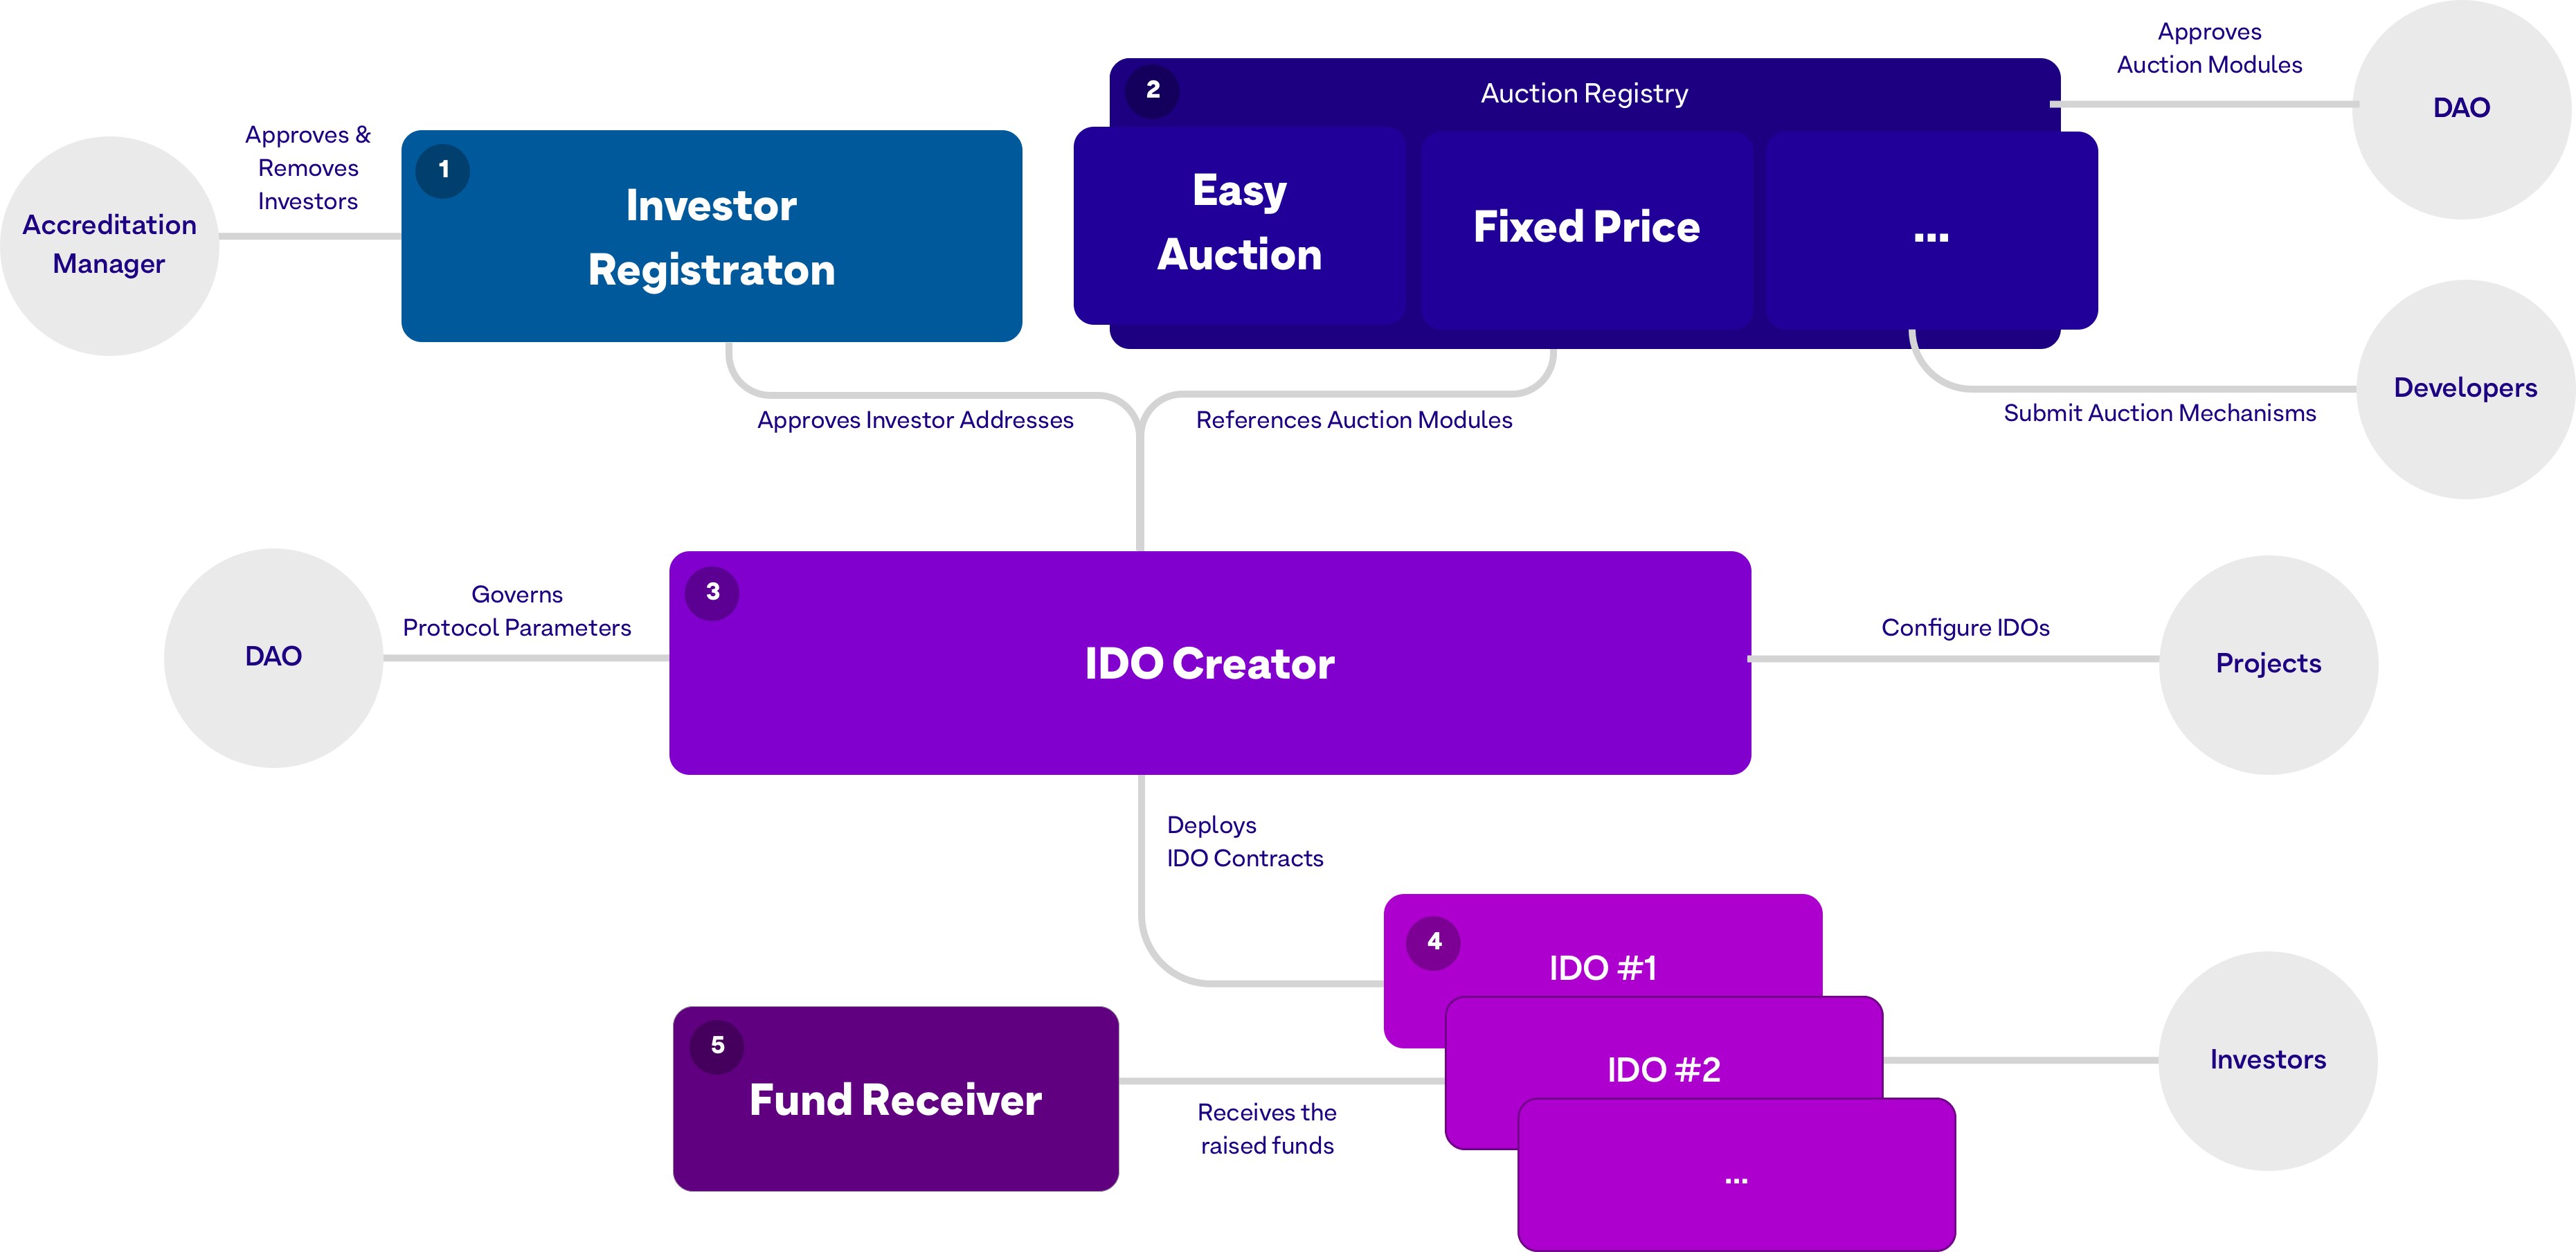 Approves
Auction Modules
DAO
2
Auction Registry
Approves &
Removes
Investors
Accreditation
Manager
1
Investor
Registraton
Easy
Auction
Fixed Price
...
Developers
Approves Investor Addresses
References Auction Modules
Submit Auction Mechanisms
DAO
Governs
Protocol Parameters
3
IDO Creator
Configure IDOs
Projects
Deploys
IDO Contracts
4
IDO #1
5
Fund Receiver
Receives the
raised funds
IDO #2
Investors
...